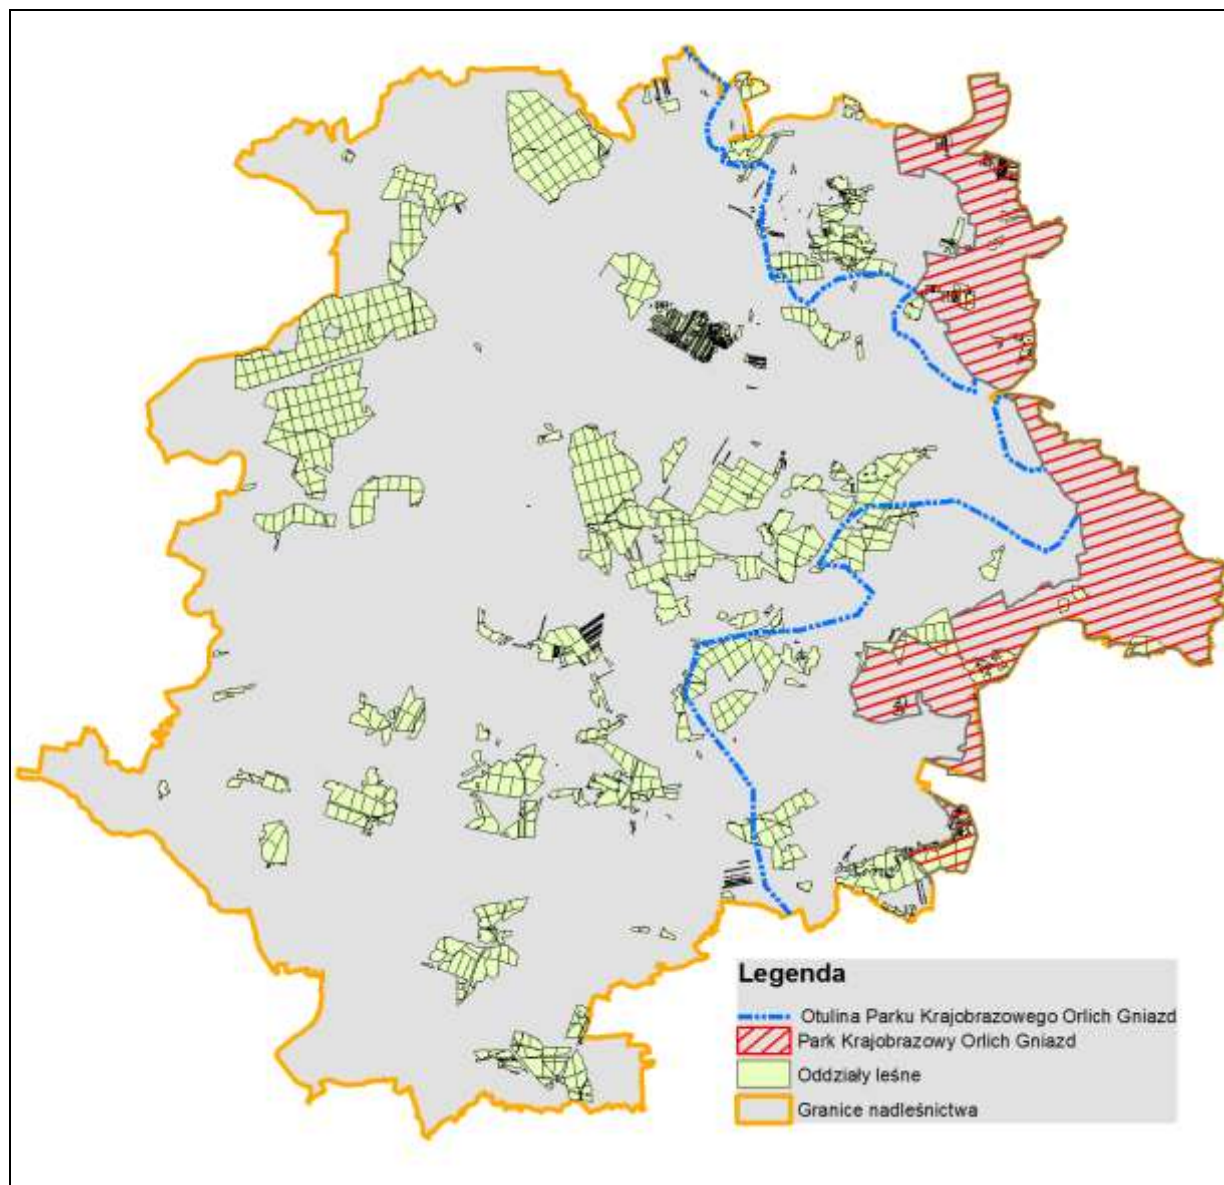 Legenda
Otulina Parku Krajobrazowego Orlich Gniazd
Park Krajobrazowy Orlich Gniazd
Oddziały leśne
Granice nadleśnictwa